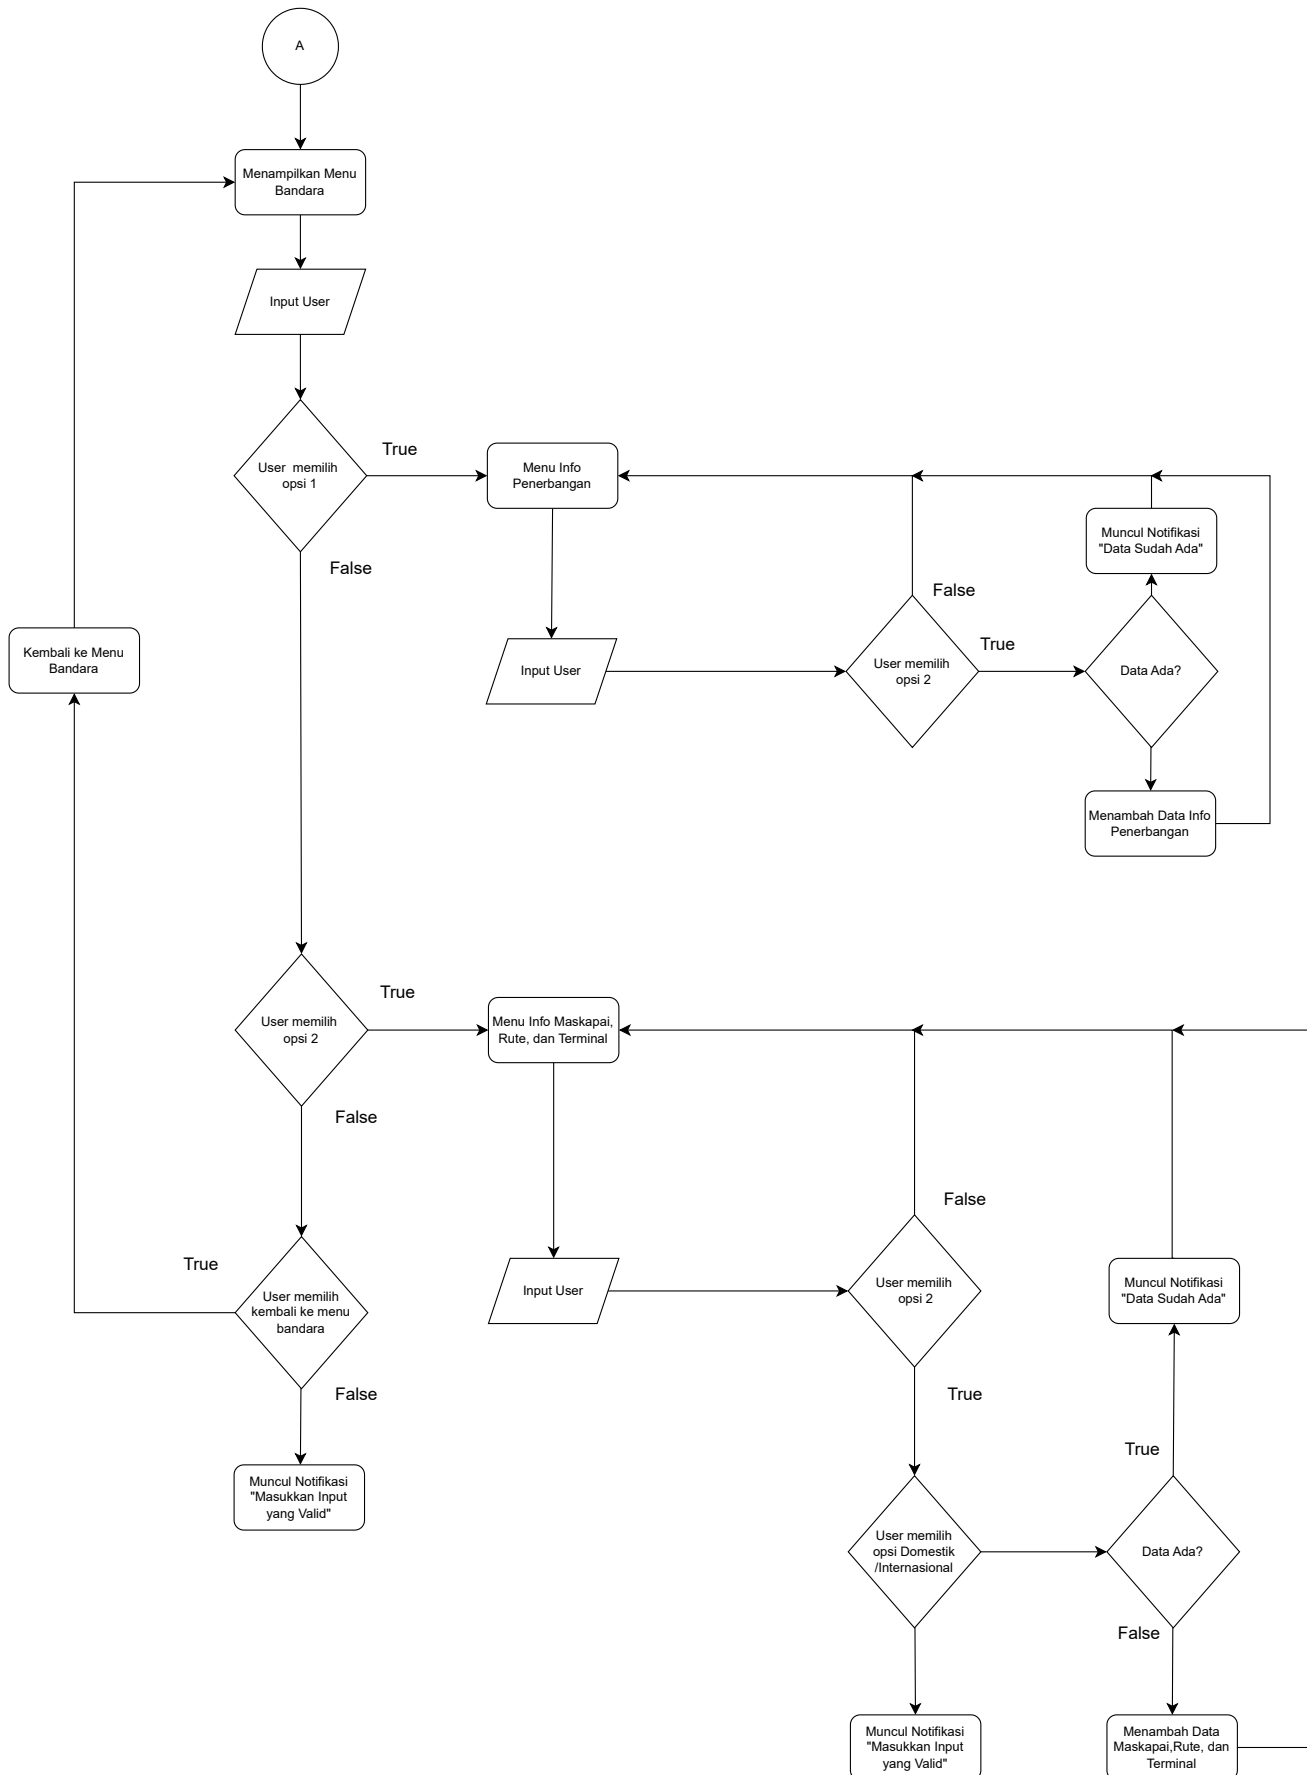 A
Menampilkan Menu
Bandara
Input User
User  memilih
opsi 1
True
Menu Info
Penerbangan
False
Input User
User memilih
opsi 2
False
True
Muncul Notifikasi
"Data Sudah Ada"
Data Ada?
Menambah Data Info
Penerbangan
Kembali ke Menu
Bandara
User memilih
opsi 2
True
Menu Info Maskapai,
Rute, dan Terminal
False
Input User
User memilih
opsi 2
False
True
Muncul Notifikasi
"Data Sudah Ada"
True
User memilih
kembali ke menu
bandara
False
Muncul Notifikasi
"Masukkan Input
yang Valid"
User memilih
opsi Domestik
/Internasional
True
Data Ada?
False
Muncul Notifikasi
"Masukkan Input
yang Valid"
Menambah Data
Maskapai,Rute, dan
Terminal